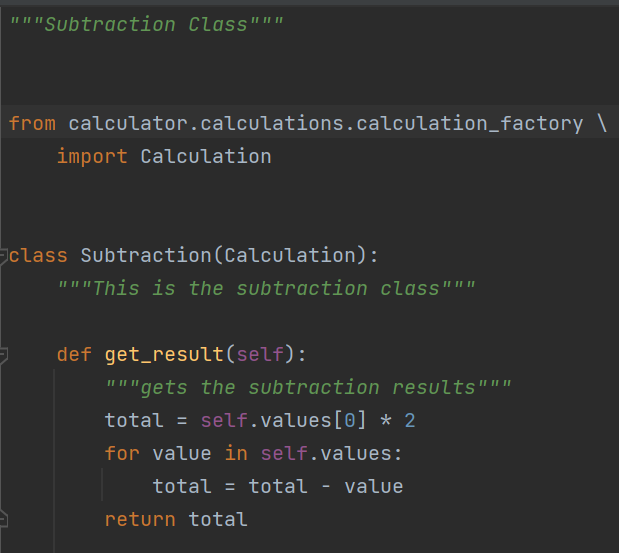 """Subtraction Class"""
from calculator.calculations.calculation_factory \
    import Calculation
class Subtraction(Calculation):
    """This is the subtraction class"""
    def get_result(self):
        """gets the subtraction results"""
        total = self.values[0] * 2
        for value in self.values:
            total = total - value
        return total